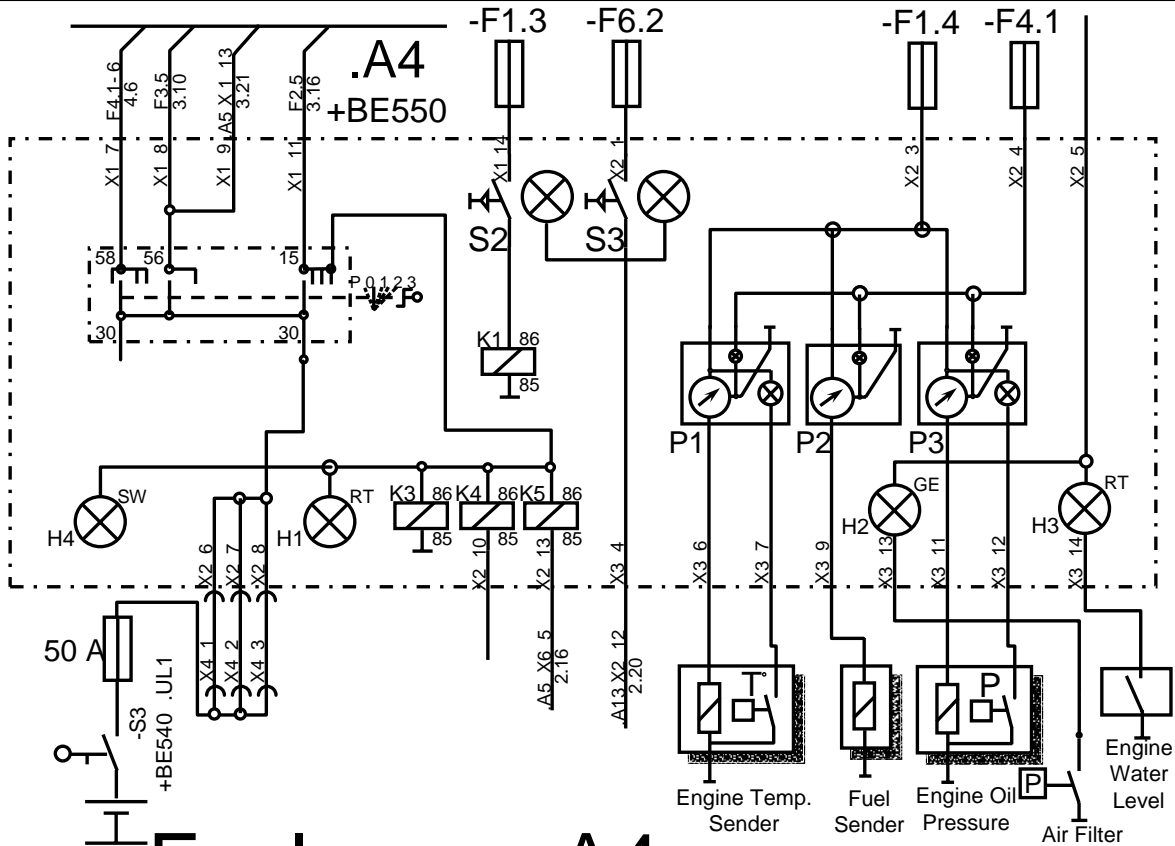 -F1.3
-F6.2
-F1.4
-F4.1
.A4
+BE550
F4.1- 6
4.6
F3.5
3.10
A5 X 1 13
3.21
F2.5
3.16
X1 7
X1 8
X1 9
X1 11
X1 14
X2 1
X2 3
X2 4
X2 5
S2
S3
58
56
15
P 0 1 2 3
30
30
K1
86
85
P1
P2
P3
SW
H4
RT
H1
K3
86
85
K4
86
85
K5
86
85
GE
H2
RT
H3
X2 6
X2 7
X2 8
X2 10
X2 13
X3 4
X3 6
X3 7
X3 9
X3 13
X3 11
X3 12
X3 14
50 A
X4 1
X4 2
X4 3
-S3
+BE540 .UL1
A5 X6 5
2.16
A13 X2 12
2.20
T°
P
P
Engine Temp.
Sender
Fuel
Sender
Engine Oil
Pressure
Air Filter
Engine
Water
Level